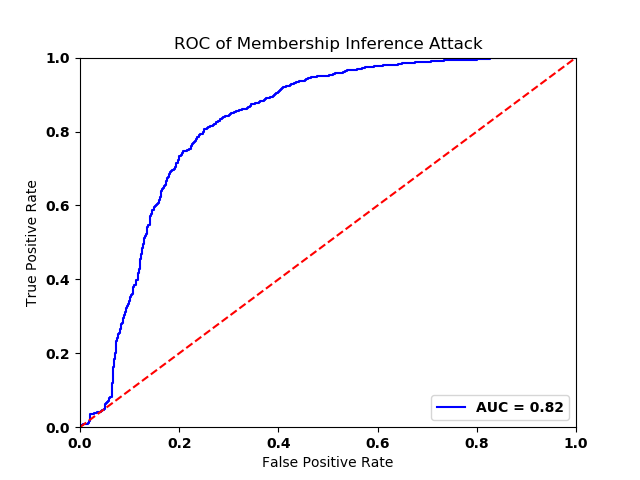 ROC of Membership Inference Attack
True Positive Rate
1.0
0.8
0.6
0.4
0.2
0.0
AUC = 0.82
0.0 0.2 0.4 0.6 0.8 1.0
False Positive Rate